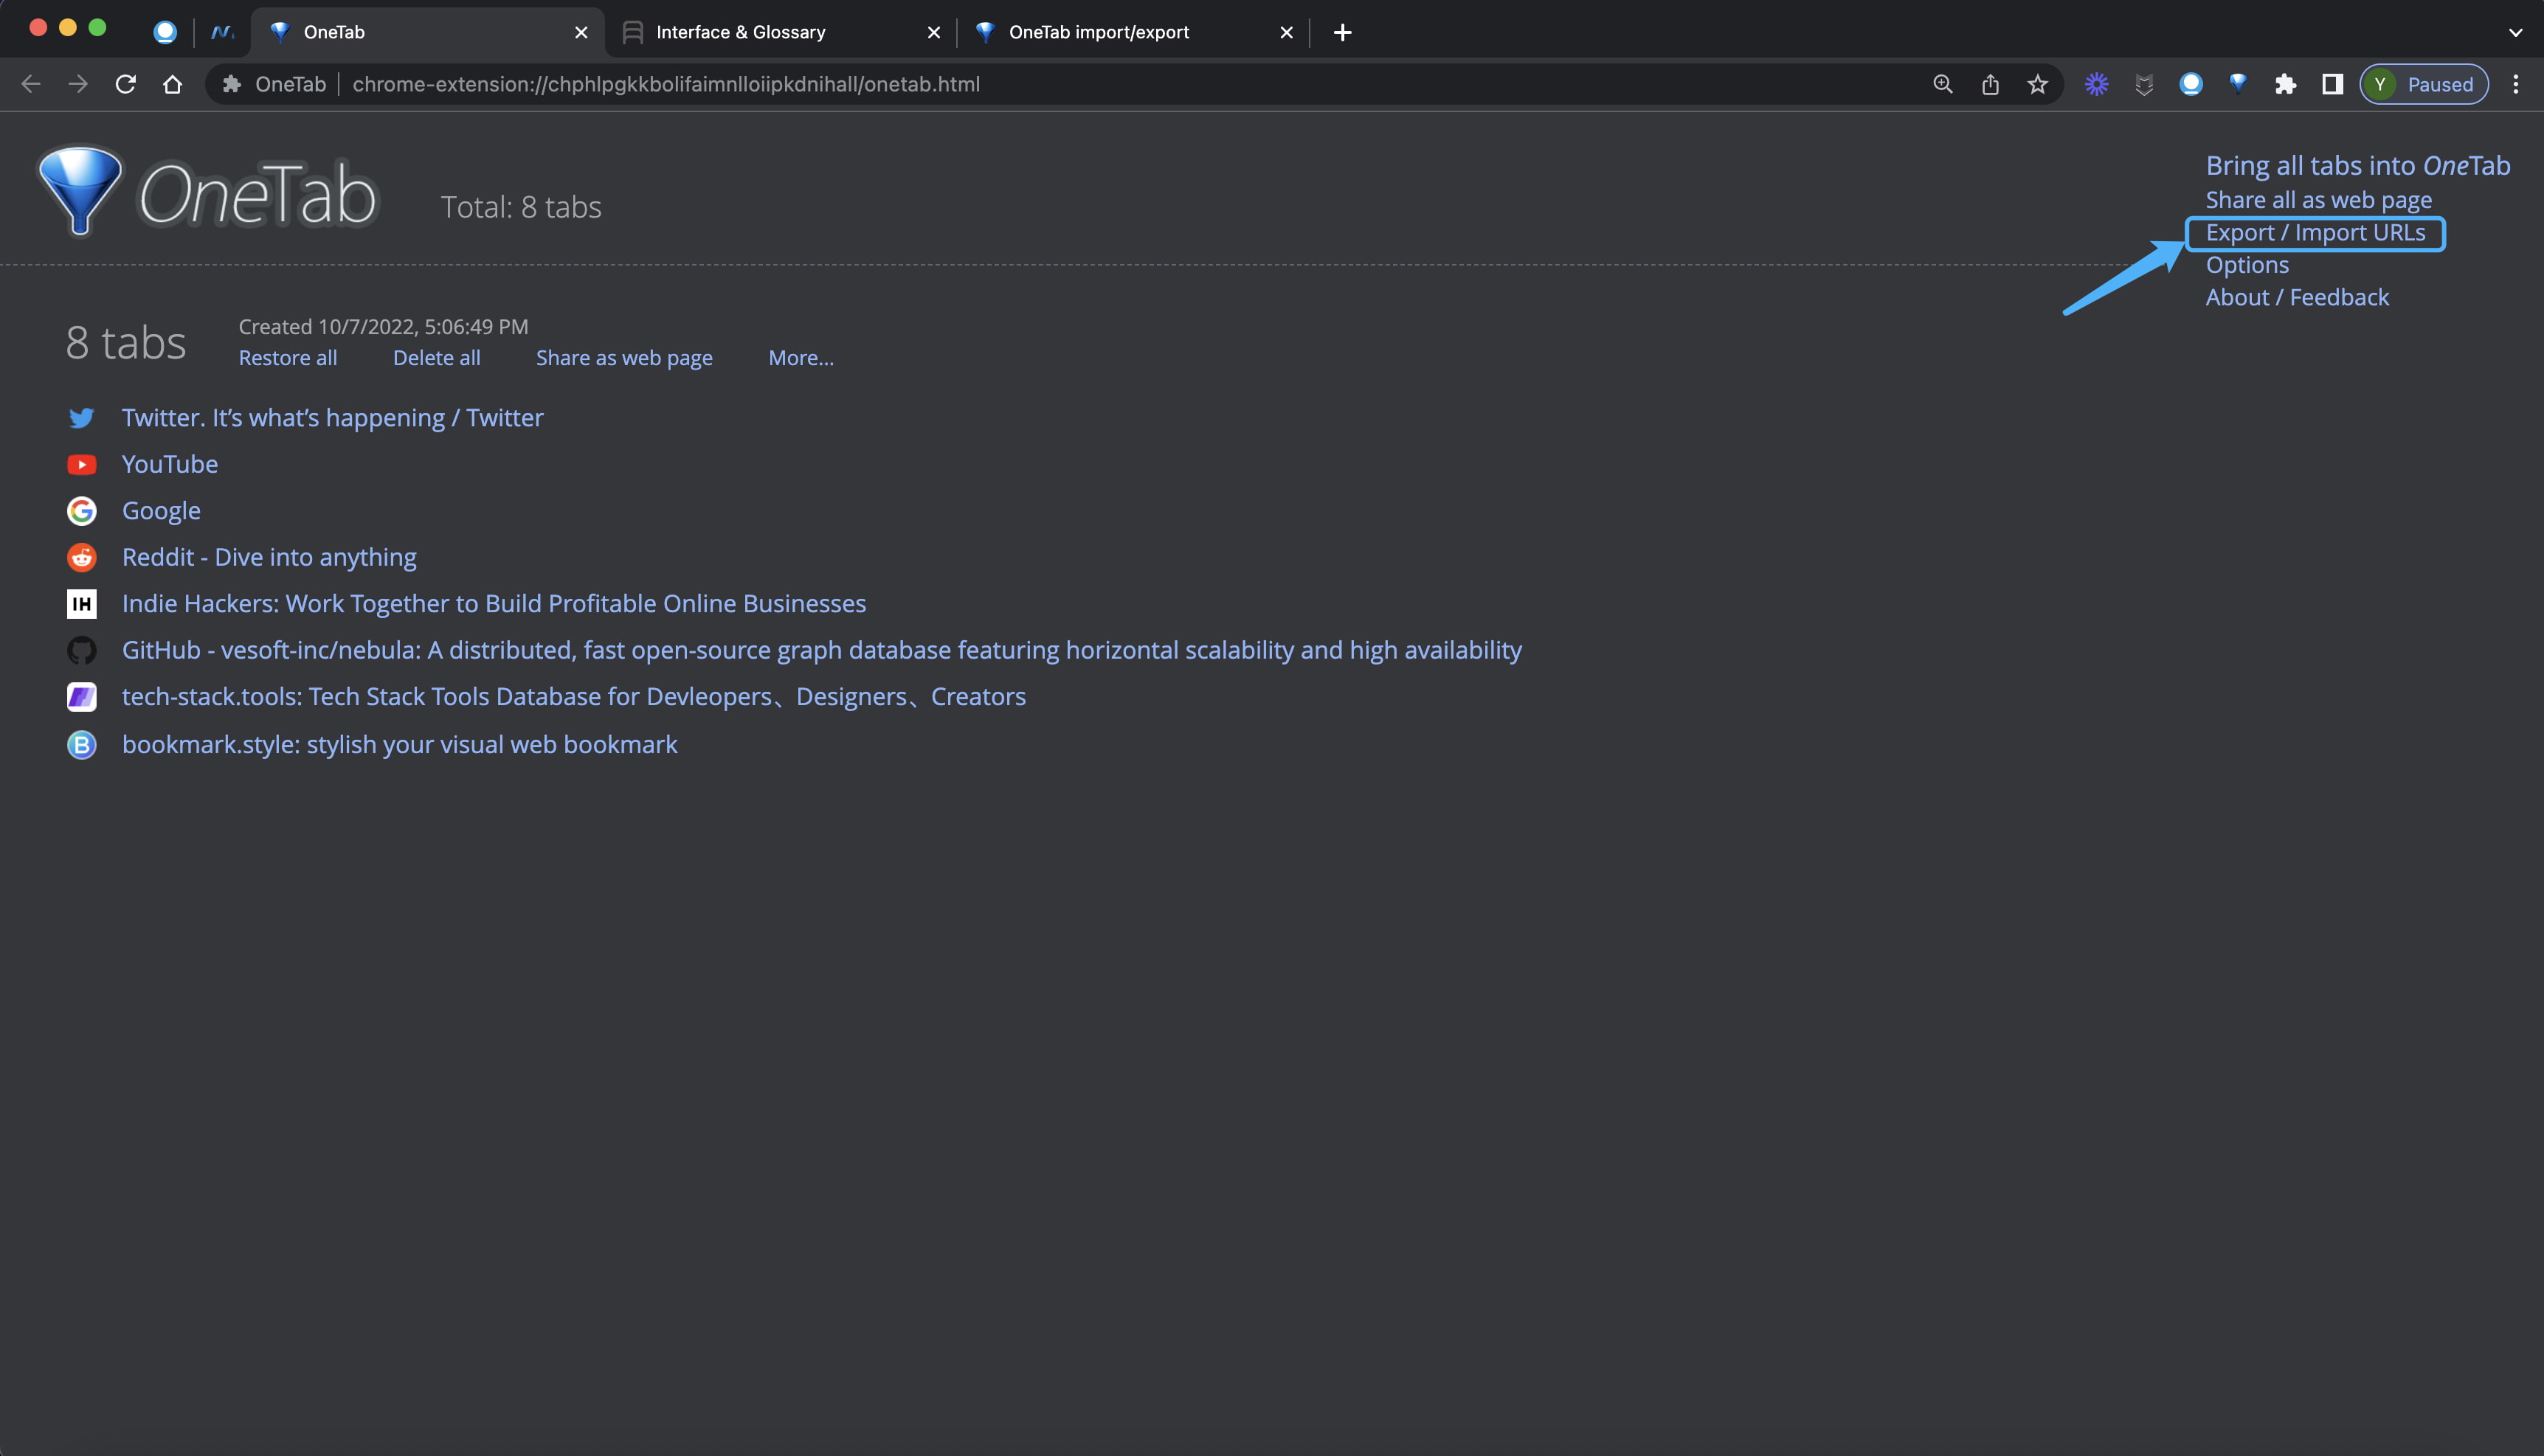 OneTab
Interface & Glossary
OneTab import/export
OneTab
chrome-extension://chphlpgkkbolifaimnlloiipkdnihall/onetab.html
Y
Paused
OneTab
Total: 8 tabs
Bring all tabs into OneTab
Share all as web page
Export / Import URLs
Options
About / Feedback
8 tabs
Created 10/7/2022, 5:06:49 PM
Restore all
Delete all
Share as web page
More...
Twitter. It’s what’s happening / Twitter
YouTube
G
Google
Reddit - Dive into anything
IH
Indie Hackers: Work Together to Build Profitable Online Businesses
GitHub - vesoft-inc/nebula: A distributed, fast open-source graph database featuring horizontal scalability and high availability
tech-stack.tools: Tech Stack Tools Database for Devleopers、Designers、Creators
B
bookmark.style: stylish your visual web bookmark